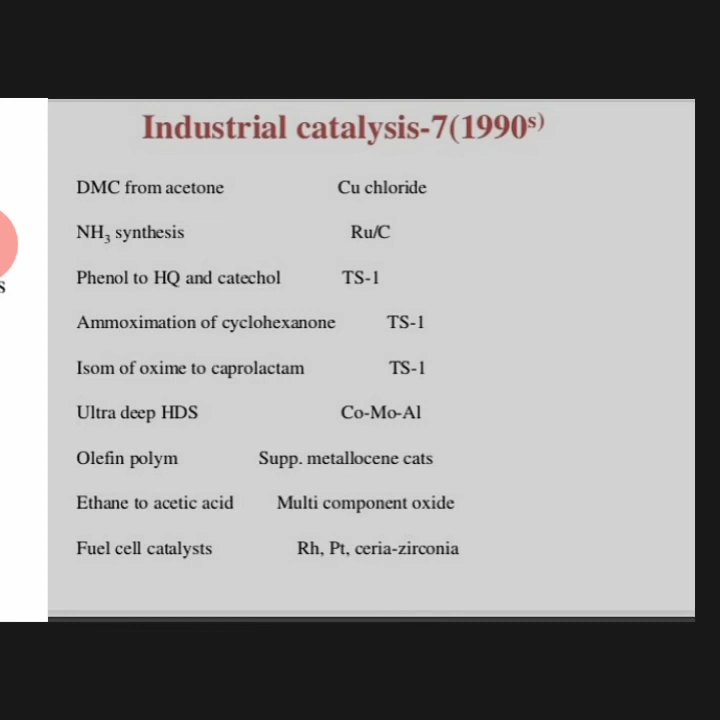 Industrial catalysis-7(1990s)
DMC from acetone Cu chloride
NH3 synthesis Ru/C
Phenol to HQ and catechol TS-1
Ammoximation of cyclohexanone TS-1
Isom of oxime to caprolactam TS-1
Ultra deep HDS Co-Mo-Al
Olefin polym Supp. metallocene cats
Ethane to acetic acid Multi component oxide
Fuel cell catalysts Rh, Pt, ceria-zirconia
s